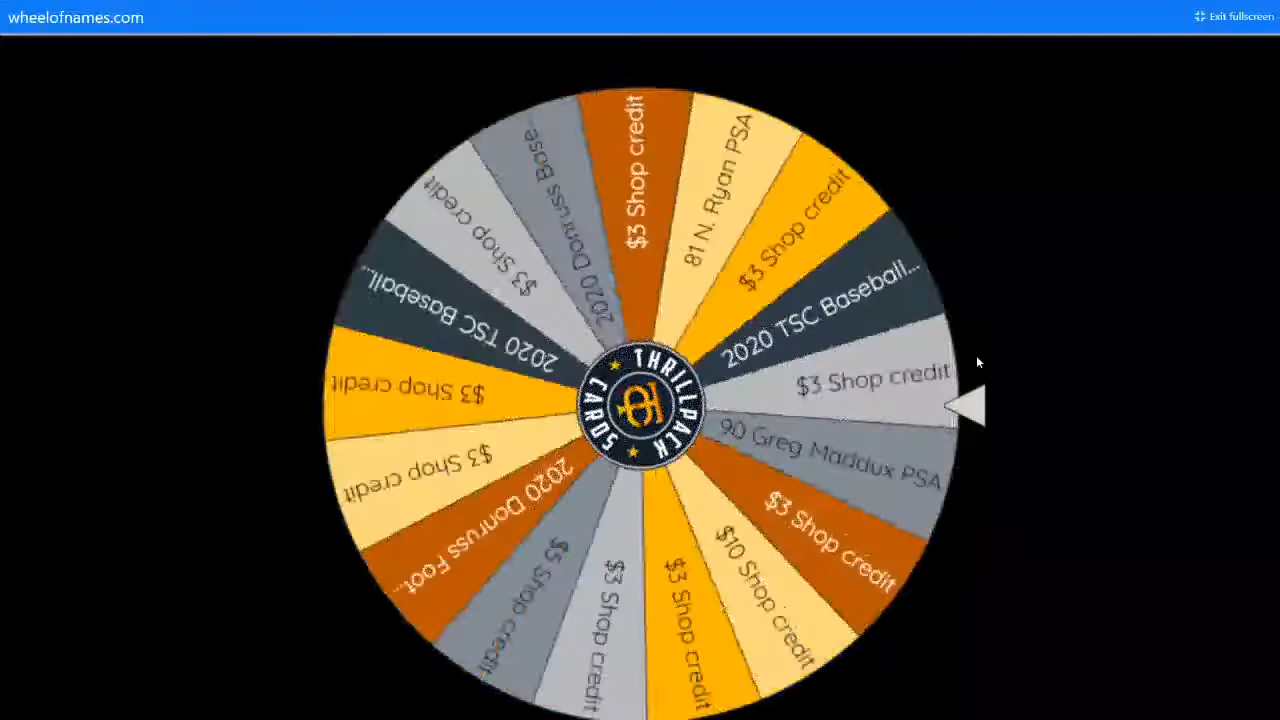 wheelofnames.com
Exit fullscreen
$3 Shop credit
81 N. Ryan PSA
$3 Shop credit
2020 TSC Baseball...
$3 Shop credit
90 Greg Maddux PSA
$3 Shop credit
$10 Shop credit
$3 Shop credit
$3 Shop credit
$5 Shop credit
2020 Donruss Foot...
$3 Shop Credit
$3 Shop credit
2020 TSC Baseball...
$3 Shop credit
2020 Donruss Base...
THRILLPACK
CARDS